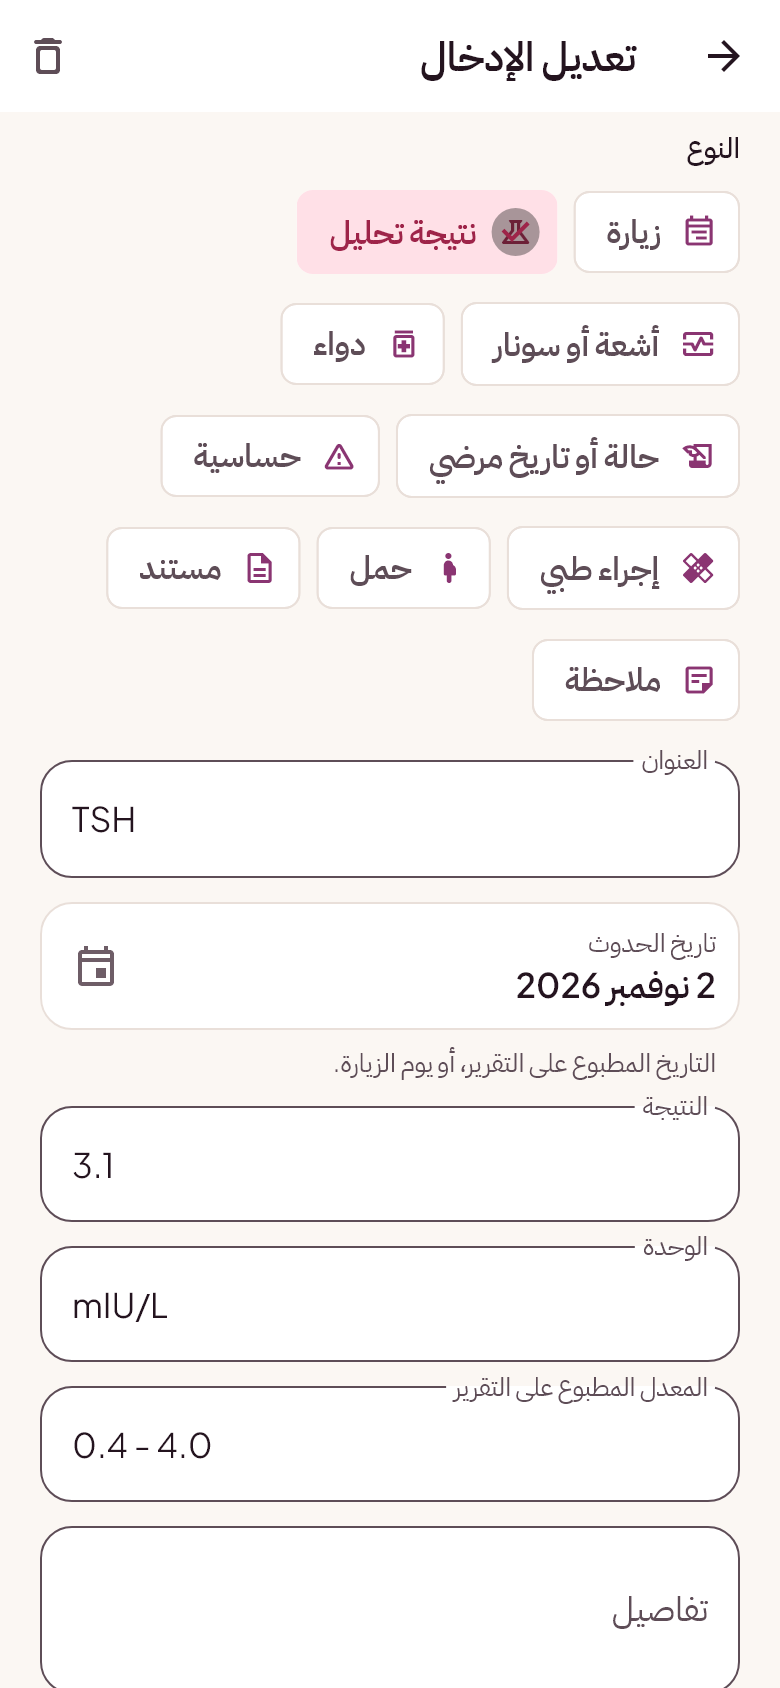 تعديل الإدخال
النوع
زيارة
نتيجة تحليل
أشعة أو سونار
دواء
حالة أو تاريخ مرضي
حساسية
إجراء طبي
حمل
مستند
ملاحظة
العنوان
TSH
تاريخ الحدوث
2 نوفمبر 2026
التاريخ المطبوع على التقرير، أو يوم الزيارة.
النتيجة
3.1
الوحدة
mIU/L
المعدل المطبوع على التقرير
0.4 - 4.0
تفاصيل